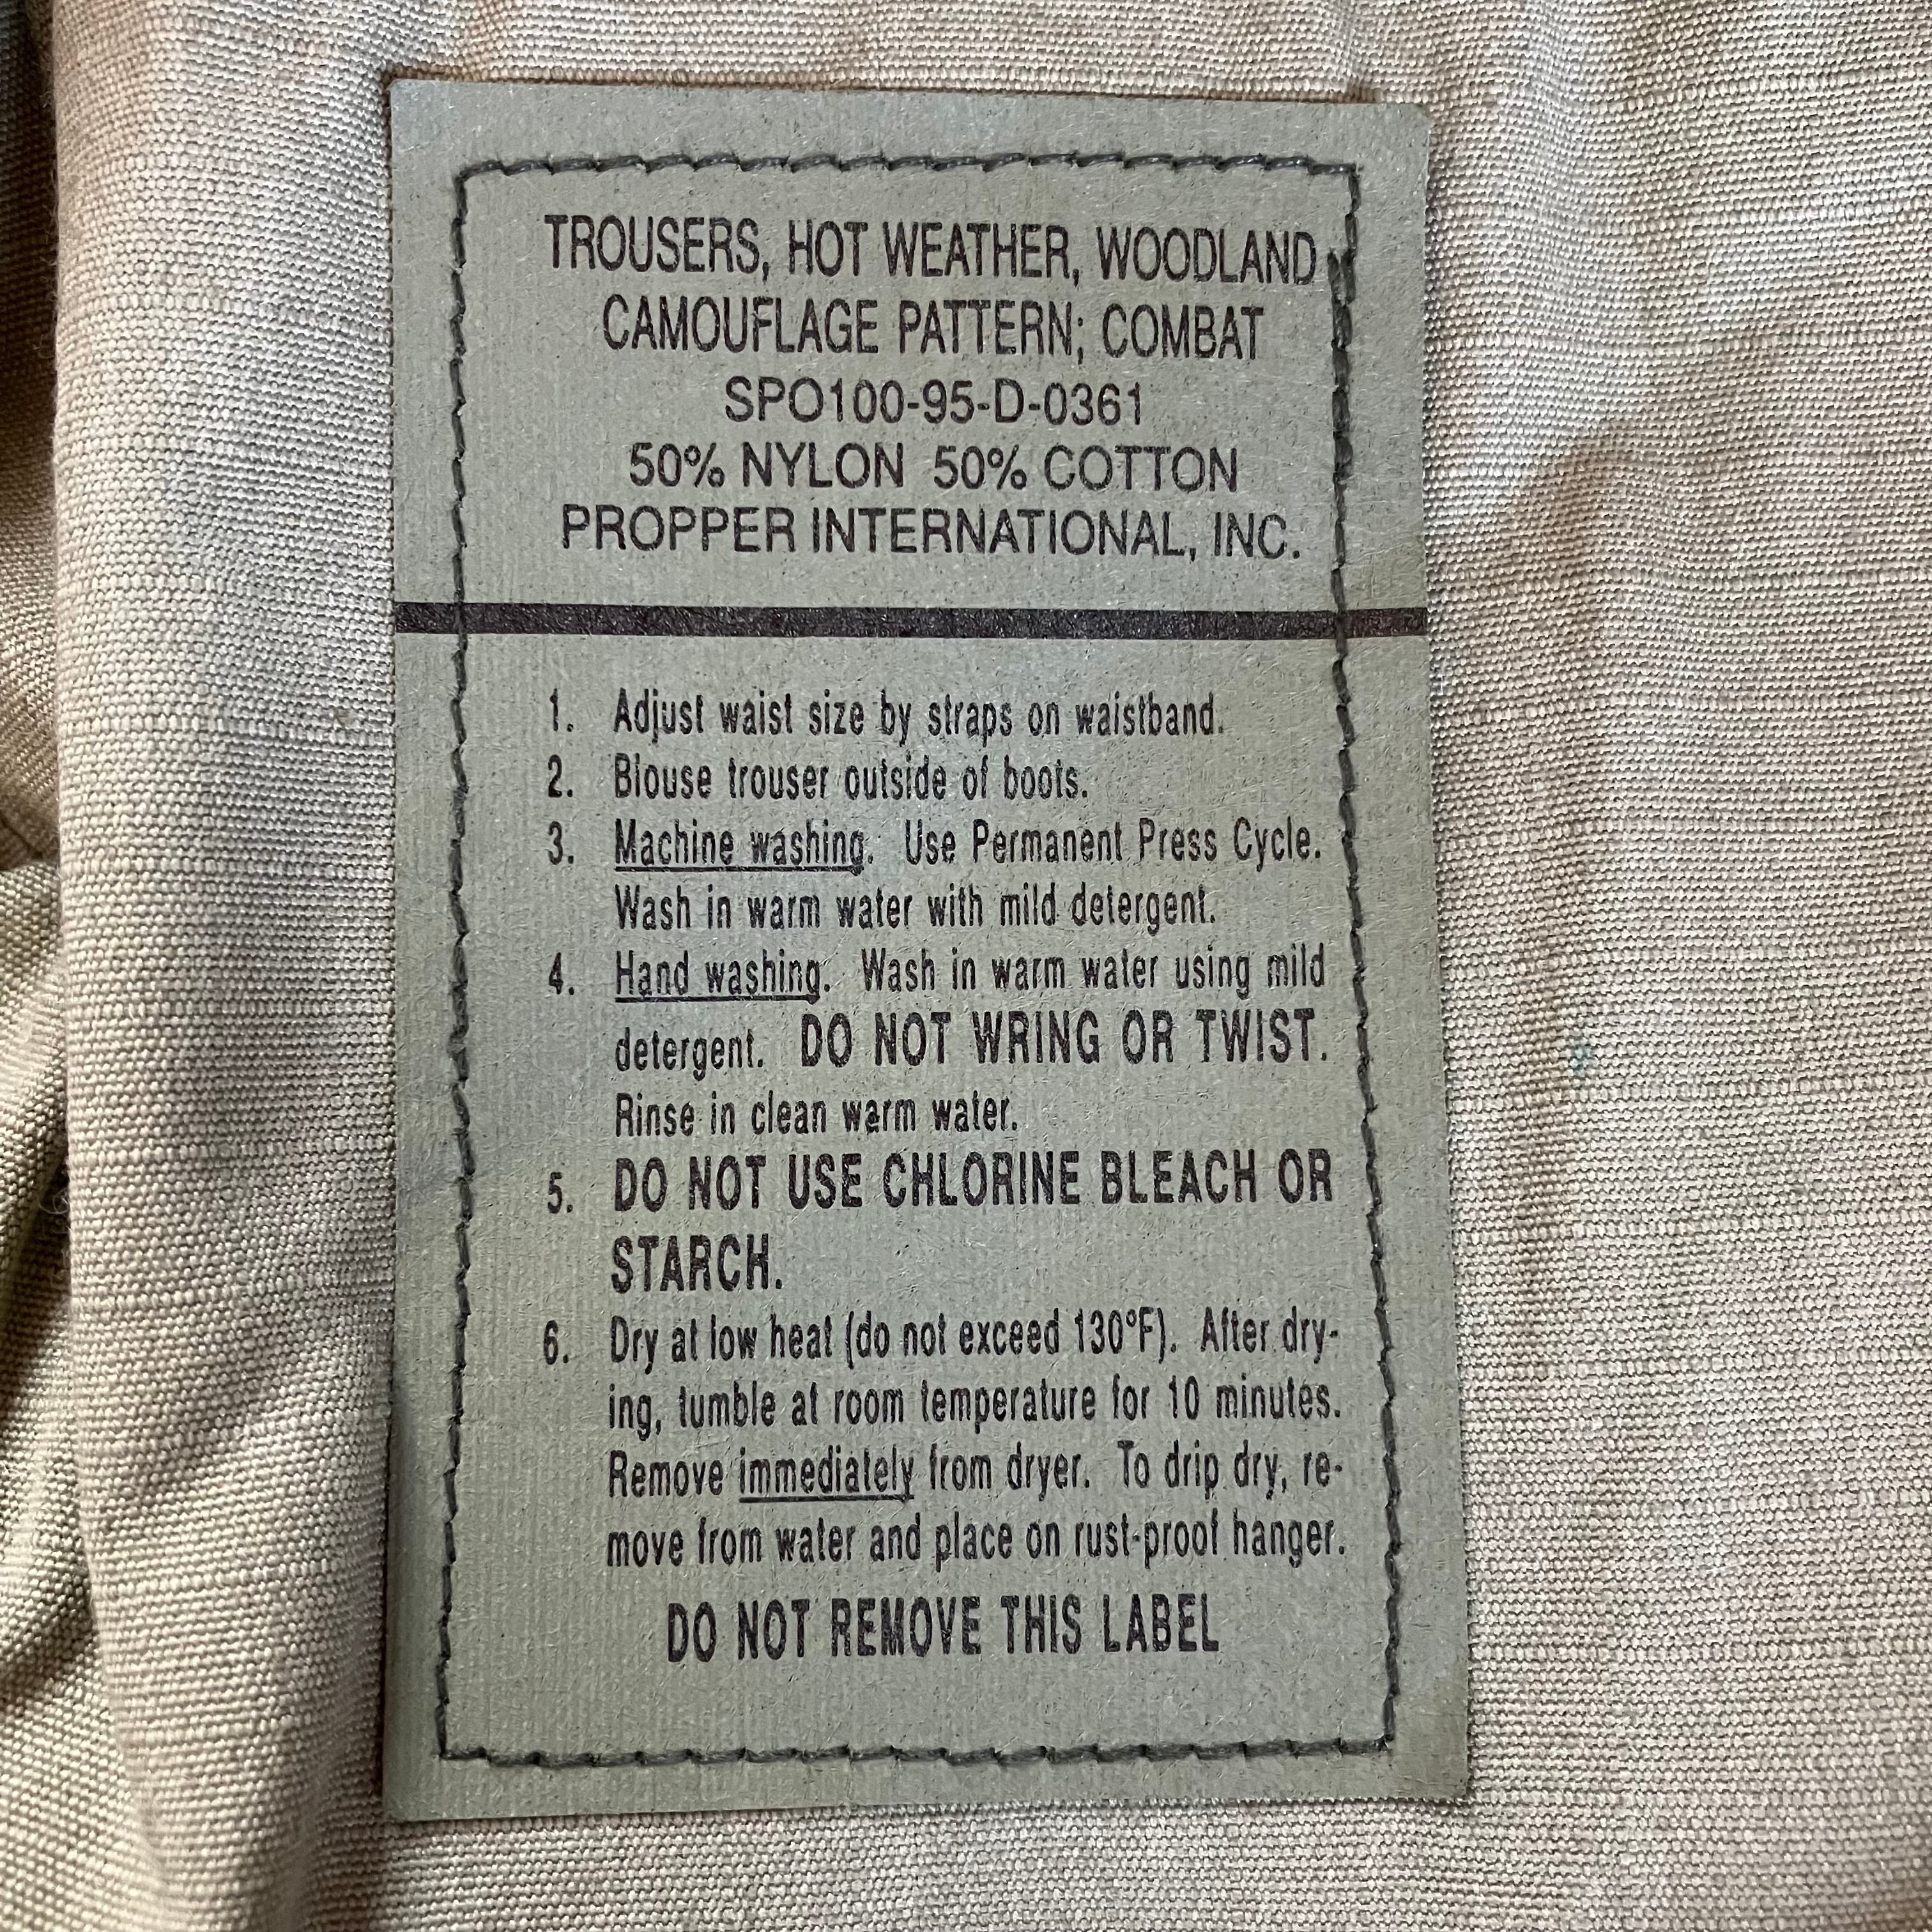 TROUSERS, HOT WEATHER, WOODLAND
CAMOUFLAGE PATTERN; COMBAT
SPO100-95-D-0361
50% NYLON 50% COTTON
PROPPER INTERNATIONAL, INC.
1. Adjust waist size by straps on waistband.
2. Blouse trouser outside of boots.
3. Machine washing. Use Permanent Press Cycle.
Wash in warm water with mild detergent.
4. Hand washing. Wash in warm water using mild
detergent. DO NOT WRING OR TWIST.
Rinse in clean warm water.
5. DO NOT USE CHLORINE BLEACH OR
STARCH.
6. Dry at low heat (do not exceed 130°F). After dry-
ing, tumble at room temperature for 10 minutes.
Remove immediately from dryer. To drip dry, re-
move from water and place on rust-proof hanger.
DO NOT REMOVE THIS LABEL